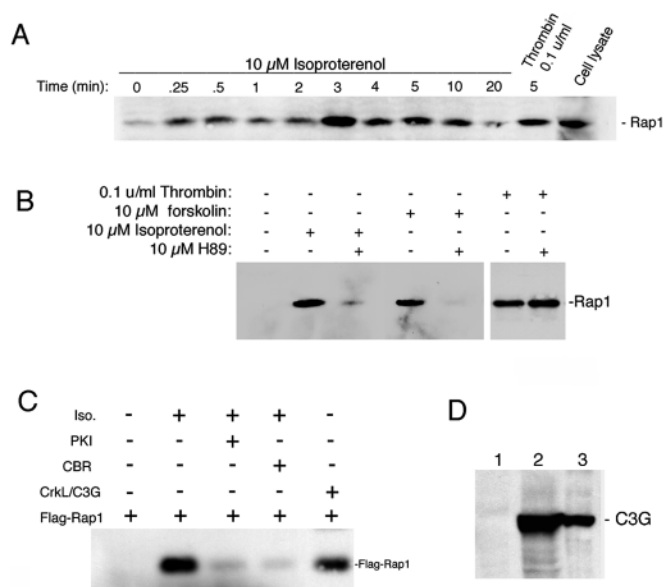 A
10 µM Isoproterenol
Thrombin
0.1 u/ml
Cell lysate
Time (min): 0 .25 .5 1 2 3 4 5 10 20 5
- Rap1
B
0.1 u/ml Thrombin: - - - - - + +
10 µM forskolin: - - - + + - -
10 µM Isoproterenol: - + + - - - -
10 µM H89: - - + - + - +
-Rap1
C
Iso. - + + + -
PKI - - + - -
CBR - - - + -
CrkL/C3G - - - - +
Flag-Rap1 + + + + +
-Flag-Rap1
D
1 2 3
- C3G